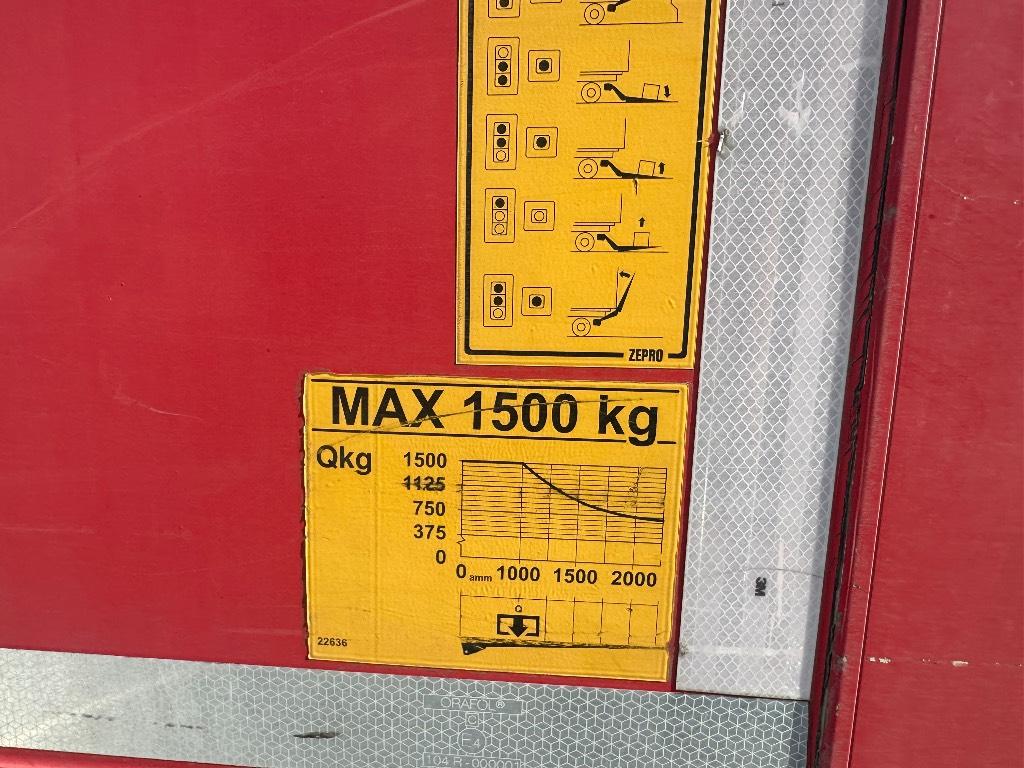 ZEPRO
MAX 1500 kg
Qkg
1500
1125
750
375
0
0 amm 1000 1500 2000
Q
22636
3M
ORAFOL®
C
104 R - 00000